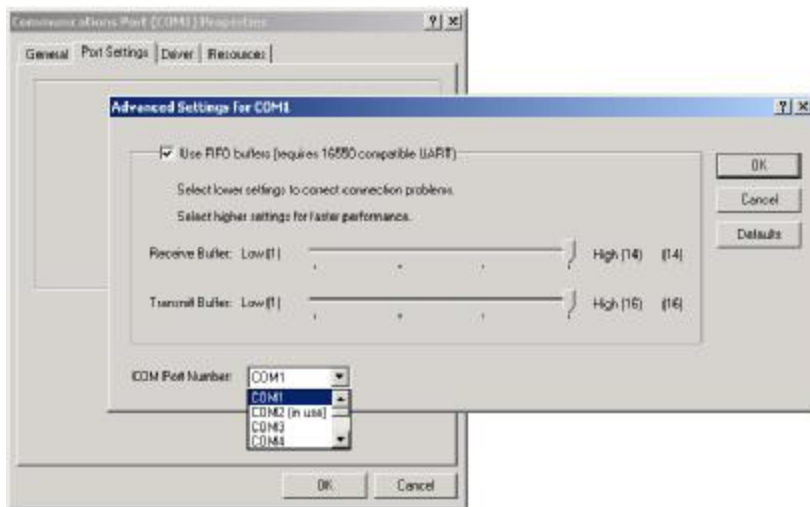 Communications Port (COM1) Properties
General Port Settings Driver Resources
Advanced Settings for COM1
Use FIFO buffers (requires 16550 compatible UART)
OK
Select lower settings to correct connection problems.
Cancel
Select higher settings for faster performance.
Defaults
Receive Buffer: Low (1) High (14) (14)
Transmit Buffer: Low (1) High (16) (16)
COM Port Number: COM1
COM1
COM2 (in use)
COM3
COM4
OK Cancel